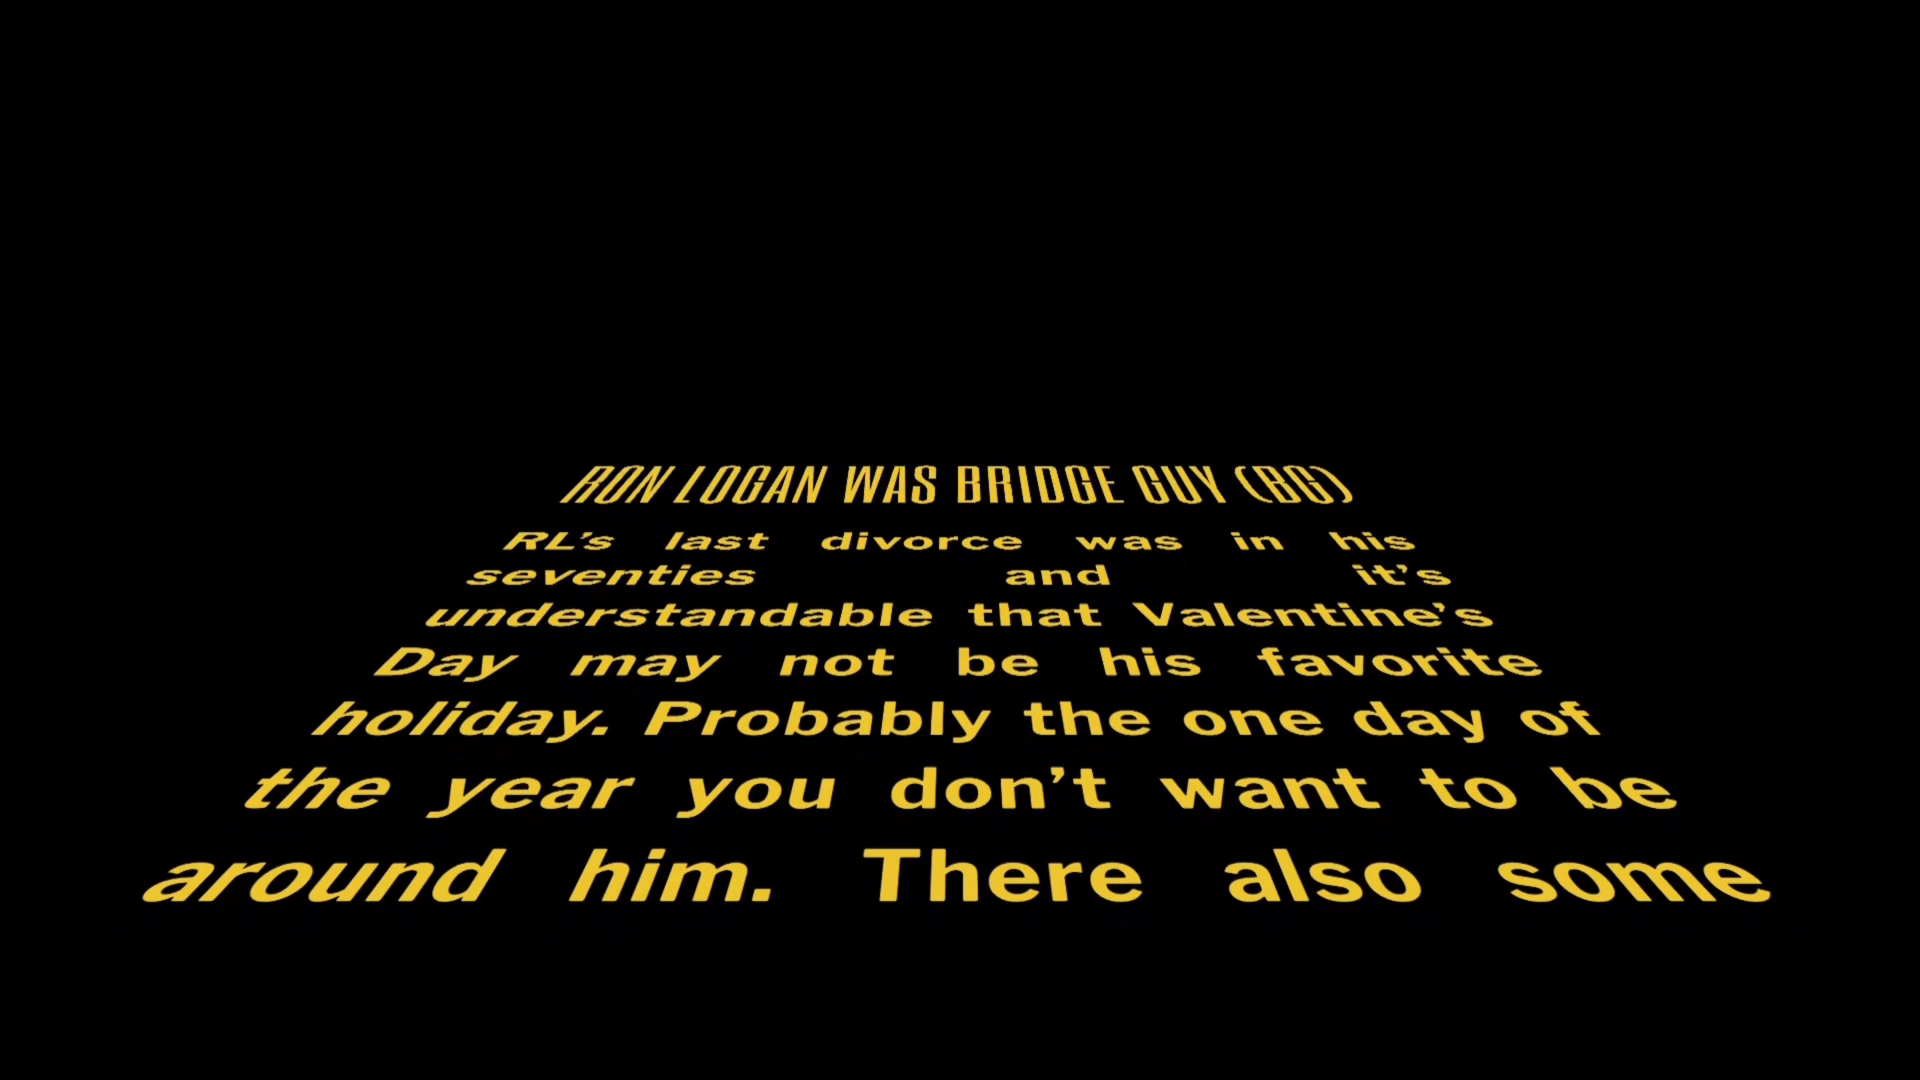 RON LOGAN WAS BRIDGE GUY (BG)
RL’s last divorce was in his
seventies and it’s
understandable that Valentine’s
Day may not be his favorite
holiday. Probably the one day of
the year you don’t want to be
around him. There also some